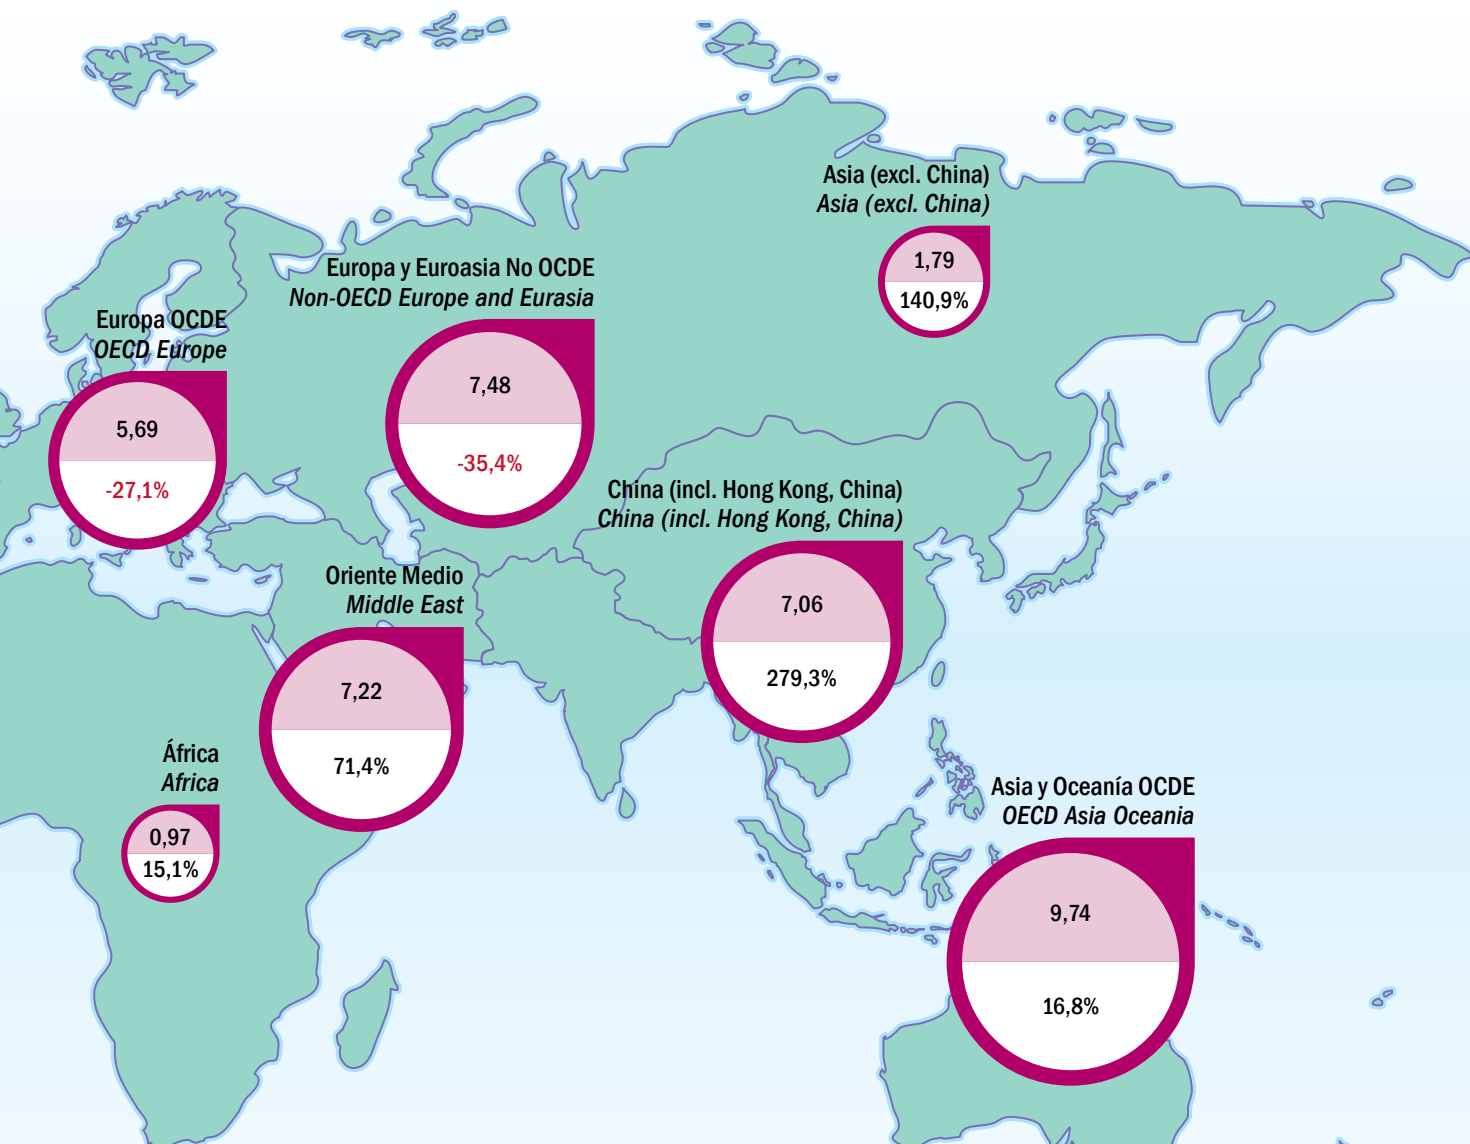 Asia (excl. China)
Asia (excl. China)
1,79
140,9%
Europa y Euroasia No OCDE
Non-OECD Europe and Eurasia
7,48
-35,4%
Europa OCDE
OECD Europe
5,69
-27,1%
China (incl. Hong Kong, China)
China (incl. Hong Kong, China)
7,06
279,3%
Oriente Medio
Middle East
7,22
71,4%
África
Africa
0,97
15,1%
Asia y Oceanía OCDE
OECD Asia Oceania
9,74
16,8%